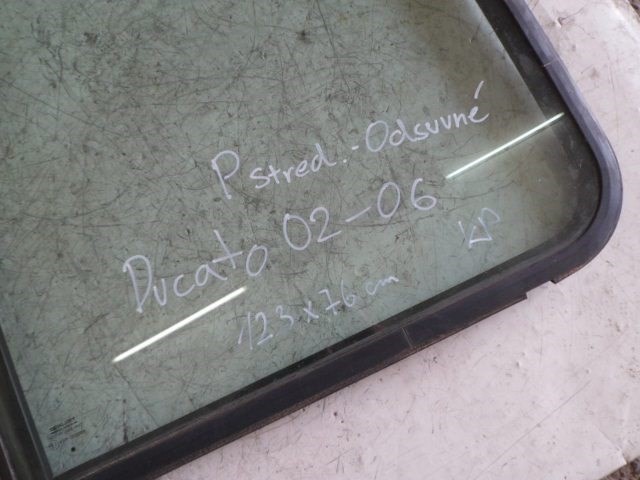 P stred.-Odsuvné
Ducato 02-06
123x76 cm